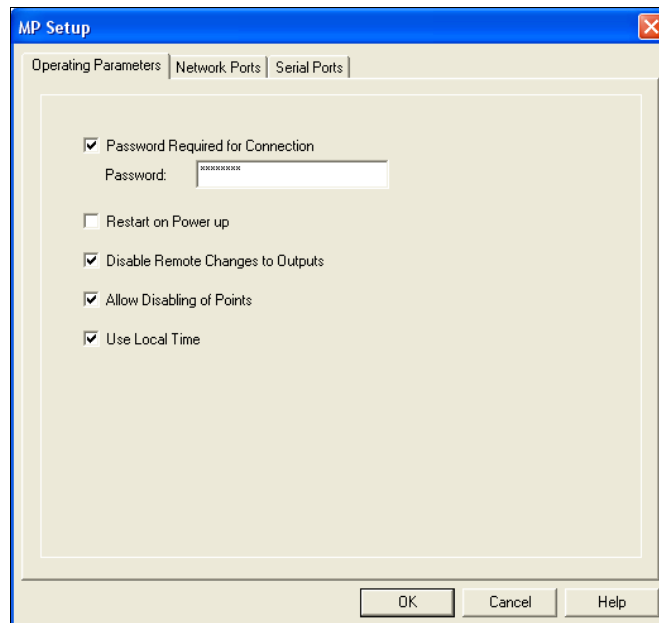 MP Setup
Operating Parameters Network Ports Serial Ports
Password Required for Connection
Password: ********
Restart on Power up
Disable Remote Changes to Outputs
Allow Disabling of Points
Use Local Time
OK Cancel Help